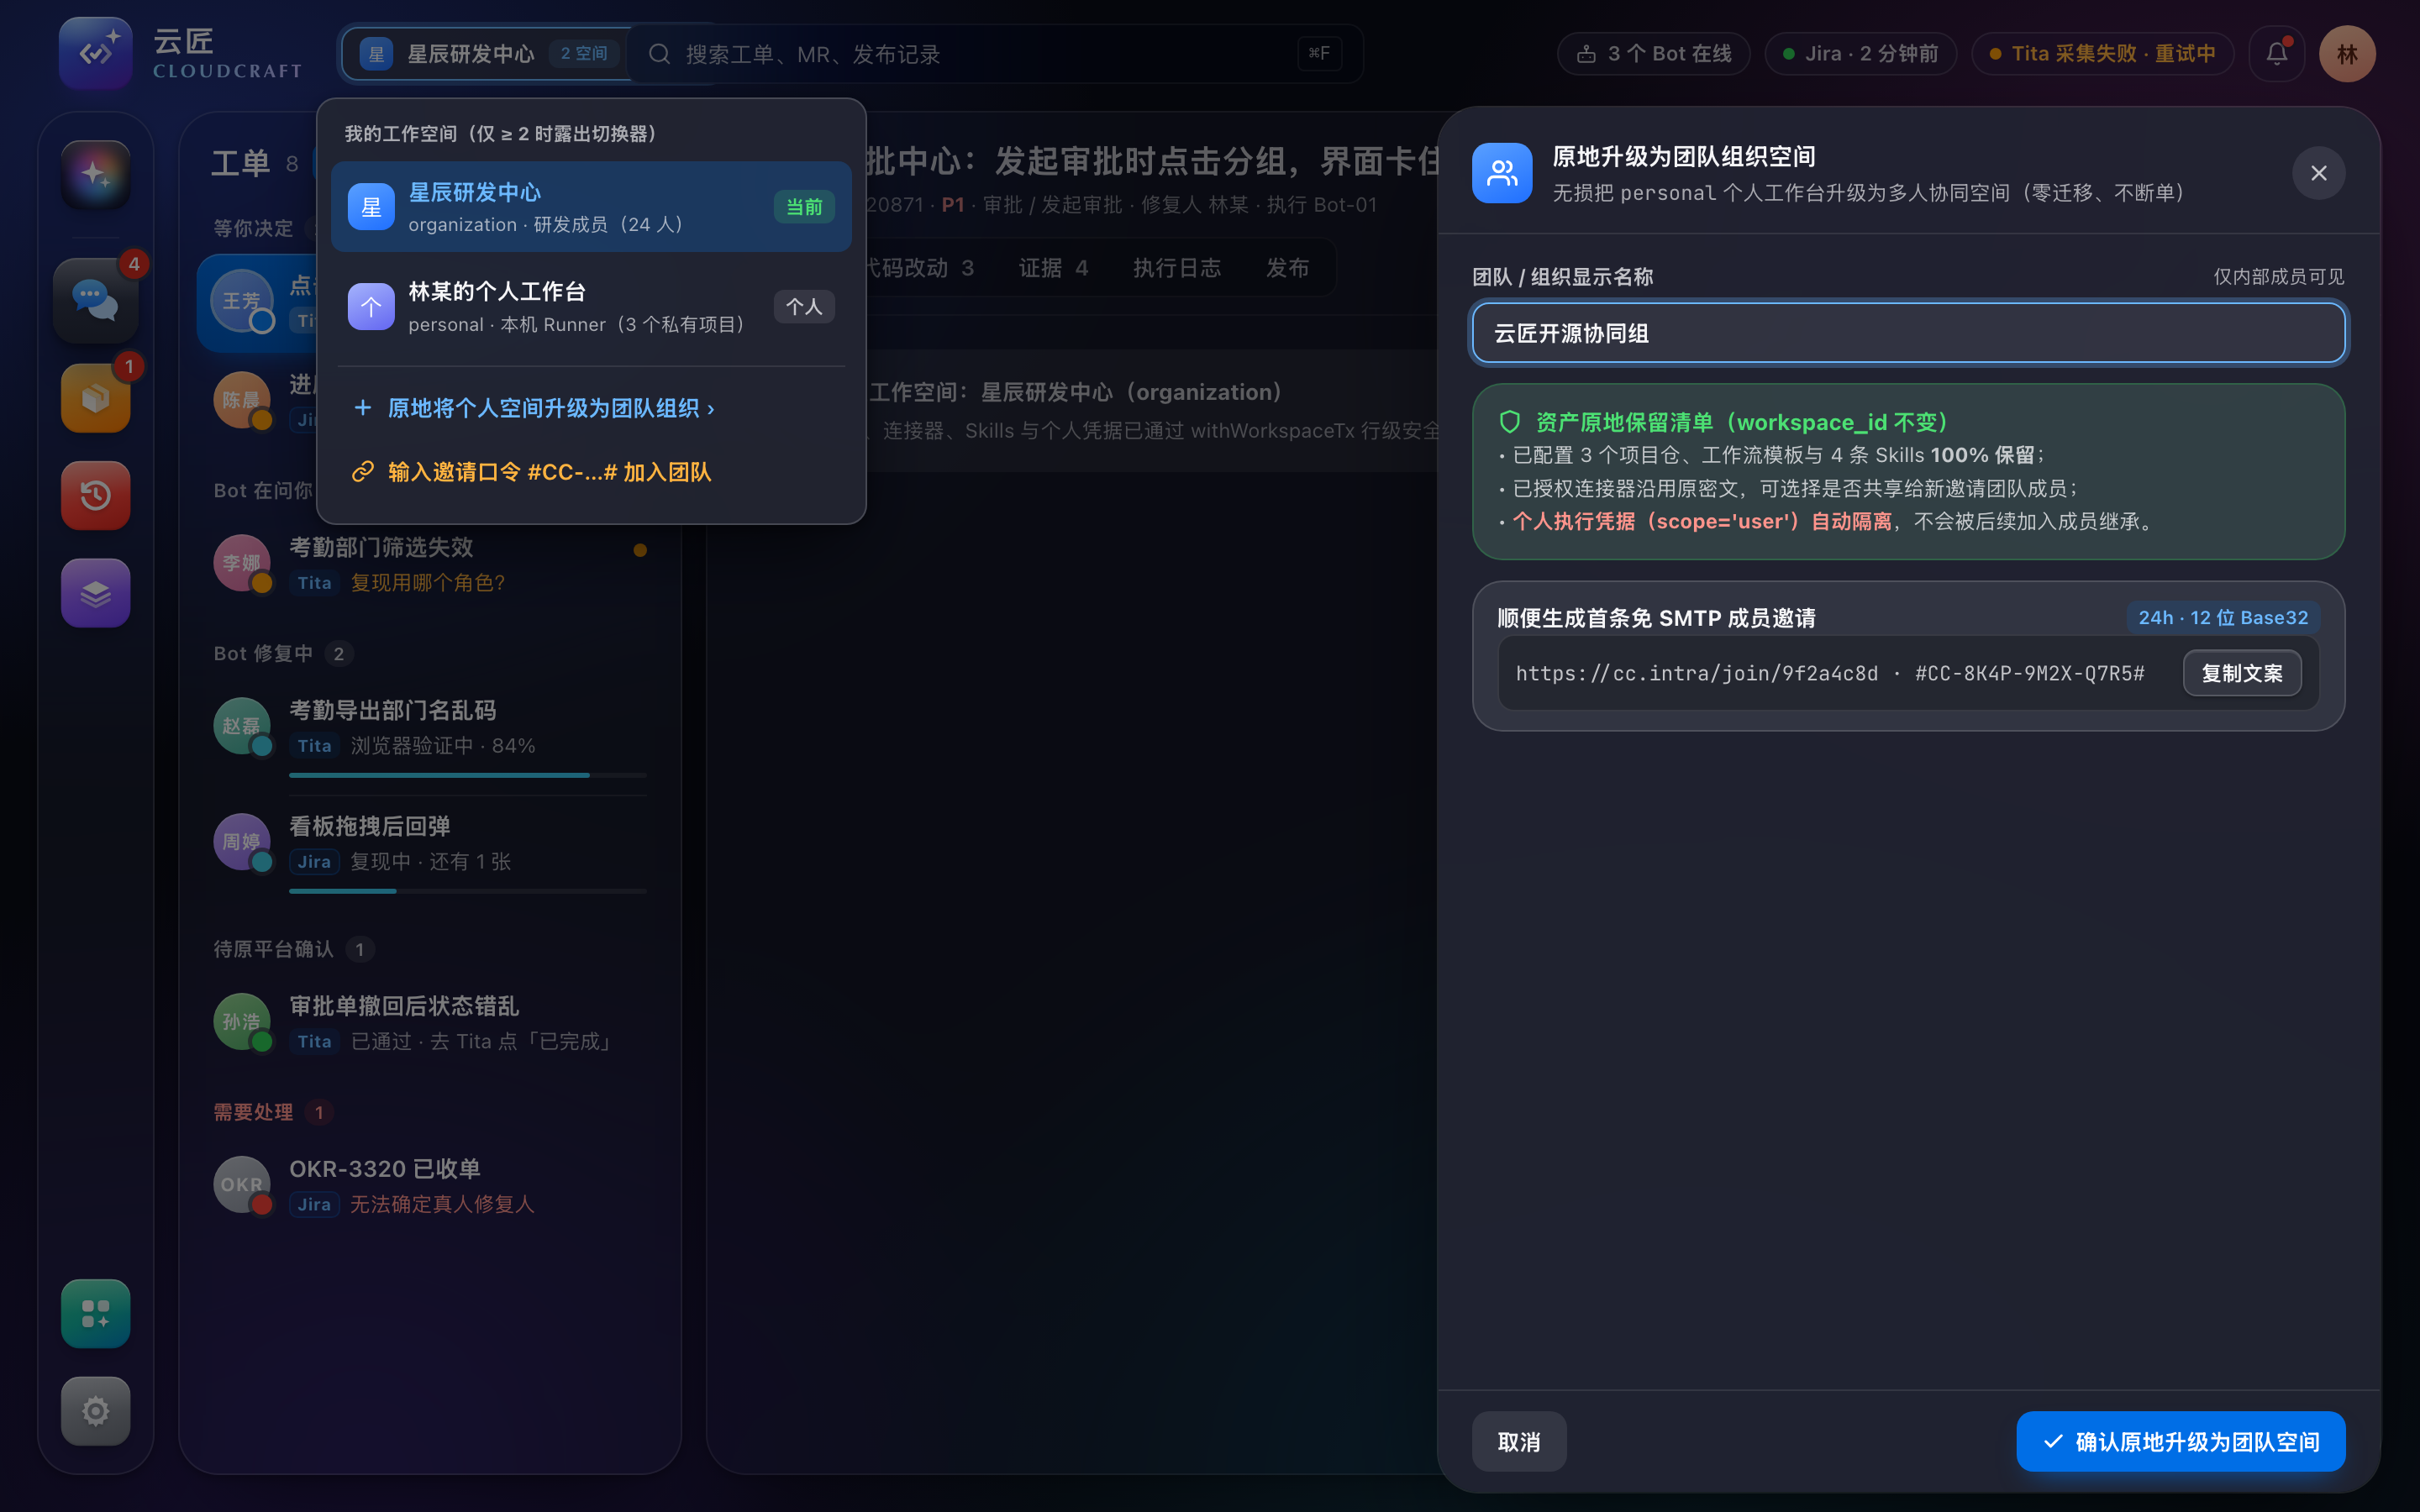 云匠
CLOUDCRAFT
星 星辰研发中心 2 空间
搜索工单、MR、发布记录 ⌘F
3 个 Bot 在线
Jira · 2 分钟前
Tita 采集失败 · 重试中
林
4
1
工单 8
等你决定
王芳
陈晨
Bot 在问你
李娜 考勤部门筛选失效
Tita 复现用哪个角色?
Bot 修复中 2
赵磊 考勤导出部门名乱码
Tita 浏览器验证中 · 84%
周婷 看板拖拽后回弹
Jira 复现中 · 还有 1 张
待原平台确认 1
孙浩 审批单撤回后状态错乱
Tita 已通过 · 去 Tita 点「已完成」
需要处理 1
OKR OKR-3320 已收单
Jira 无法确定真人修复人
我的工作空间（仅 ≥ 2 时露出切换器）
星 星辰研发中心 当前
organization · 研发成员（24 人）
个 林某的个人工作台 个人
personal · 本机 Runner（3 个私有项目）
+ 原地将个人空间升级为团队组织 ›
输入邀请口令 #CC-...# 加入团队
批中心：发起审批时点击分组，界面卡住
20871 · P1 · 审批 / 发起审批 · 修复人 林某 · 执行 Bot-01
代码改动 3 证据 4 执行日志 发布
工作空间：星辰研发中心（organization）
、连接器、Skills 与个人凭据已通过 withWorkspaceTx 行级安全
原地升级为团队组织空间
无损把 personal 个人工作台升级为多人协同空间（零迁移、不断单）
团队 / 组织显示名称 仅内部成员可见
云匠开源协同组
资产原地保留清单（workspace_id 不变）
• 已配置 3 个项目仓、工作流模板与 4 条 Skills 100% 保留；
• 已授权连接器沿用原密文，可选择是否共享给新邀请团队成员；
• 个人执行凭据（scope='user'）自动隔离，不会被后续加入成员继承。
顺便生成首条免 SMTP 成员邀请 24h · 12 位 Base32
https://cc.intra/join/9f2a4c8d · #CC-8K4P-9M2X-Q7R5# 复制文案
取消
确认原地升级为团队空间